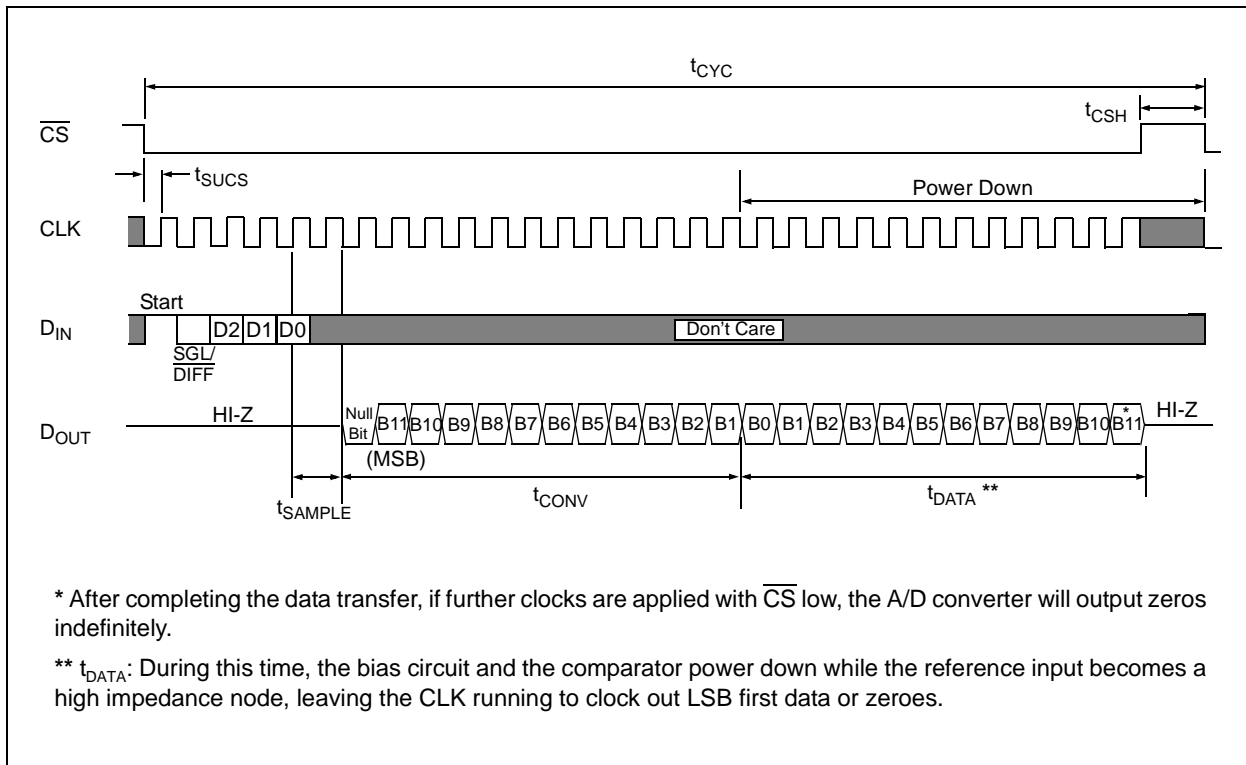 tCYC
tCSH
CS
tSUCS
Power Down
CLK
Start
DIN
D2 D1 D0
Don't Care
SGL/
DIFF
HI-Z
DOUT
Null
Bit
B11 B10 B9 B8 B7 B6 B5 B4 B3 B2 B1 B0 B1 B2 B3 B4 B5 B6 B7 B8 B9 B10 B11
*
HI-Z
(MSB)
tSAMPLE
tCONV
tDATA **
* After completing the data transfer, if further clocks are applied with CS low, the A/D converter will output zeros
indefinitely.
** tDATA: During this time, the bias circuit and the comparator power down while the reference input becomes a
high impedance node, leaving the CLK running to clock out LSB first data or zeroes.